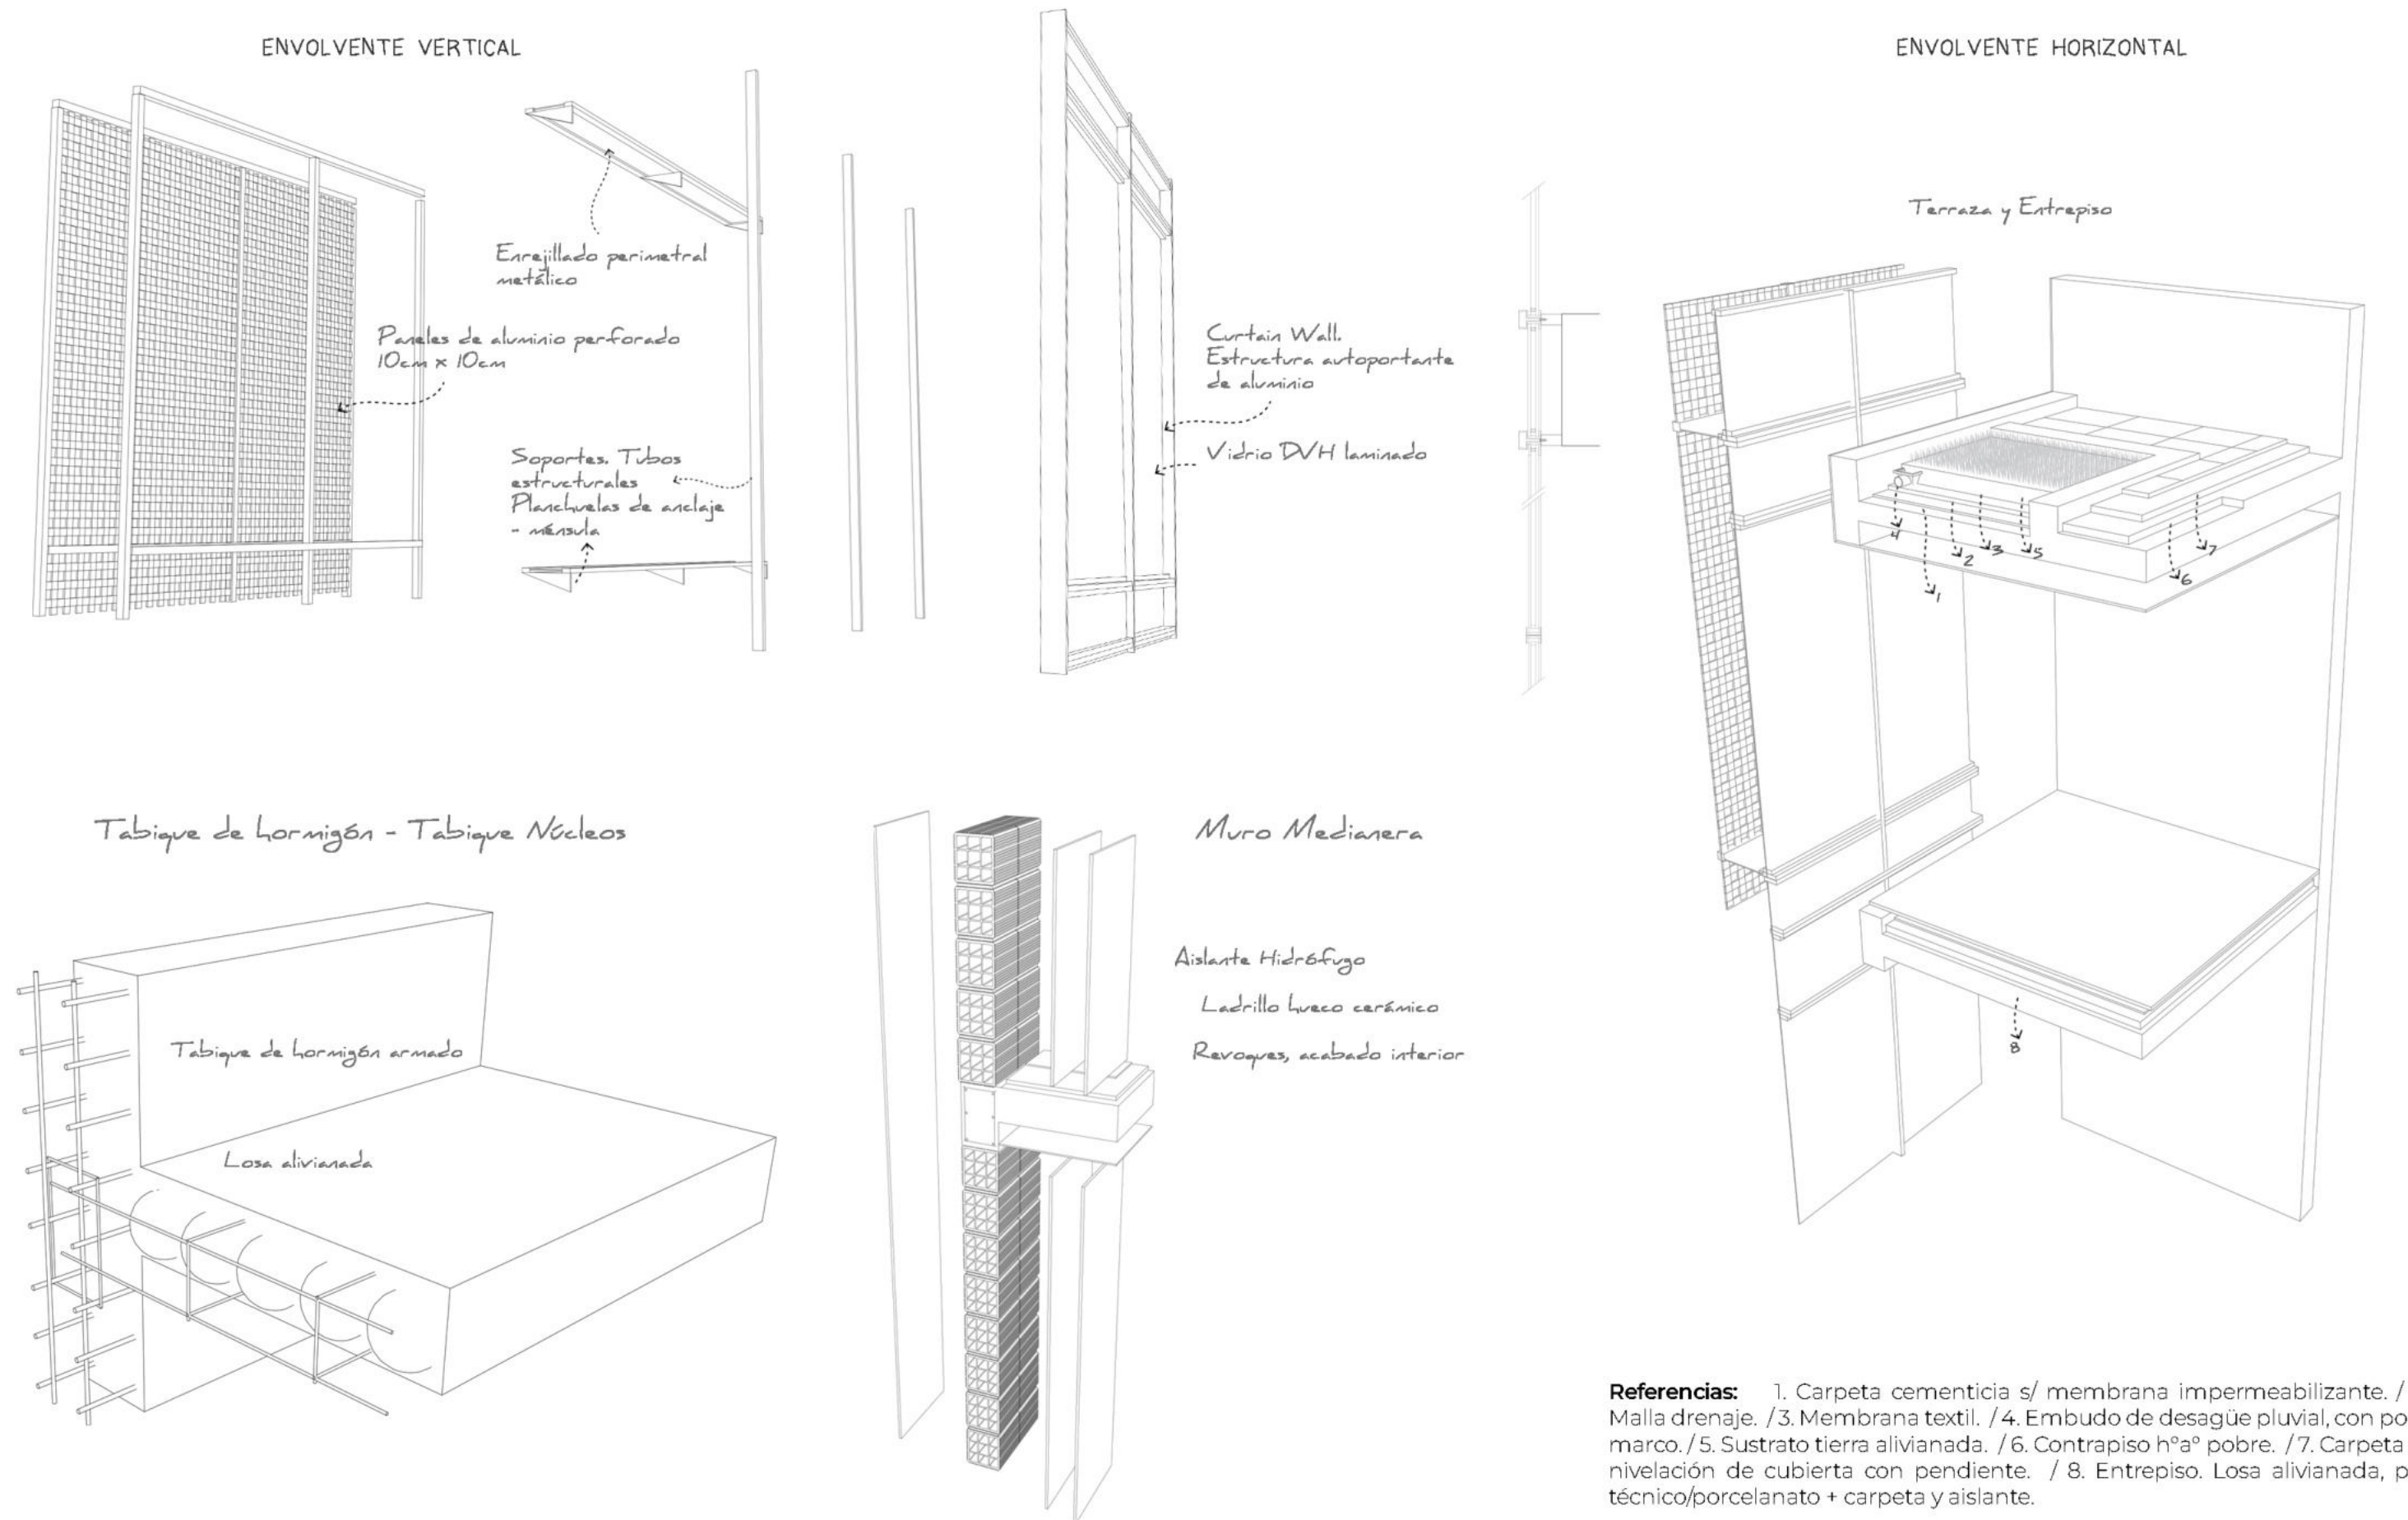 ENVOLVENTE VERTICAL
Enrejillado perimetral
metálico
Paneles de aluminio perforado
10cm x 10cm
Soportes. Tubos
estructurales
Planchuelas de anclaje
- ménsula
Curtain Wall.
Estructura autoportante
de aluminio
Vidrio DVH laminado
ENVOLVENTE HORIZONTAL
Terraza y Entrepiso
4
1
2
3
5
6
7
8
Tabique de hormigón - Tabique Núcleos
Tabique de hormigón armado
Losa alivianada
Muro Medianera
Aislante Hidrófugo
Ladrillo hueco cerámico
Revoques, acabado interior
Referencias: 1. Carpeta cementicia s/ membrana impermeabilizante. /
Malla drenaje. /3. Membrana textil. /4. Embudo de desagüe pluvial, con po
marco. /5. Sustrato tierra alivianada. /6. Contrapiso hºaº pobre. /7. Carpeta
nivelación de cubierta con pendiente. / 8. Entrepiso. Losa alivianada, p
técnico/porcelanato + carpeta y aislante.